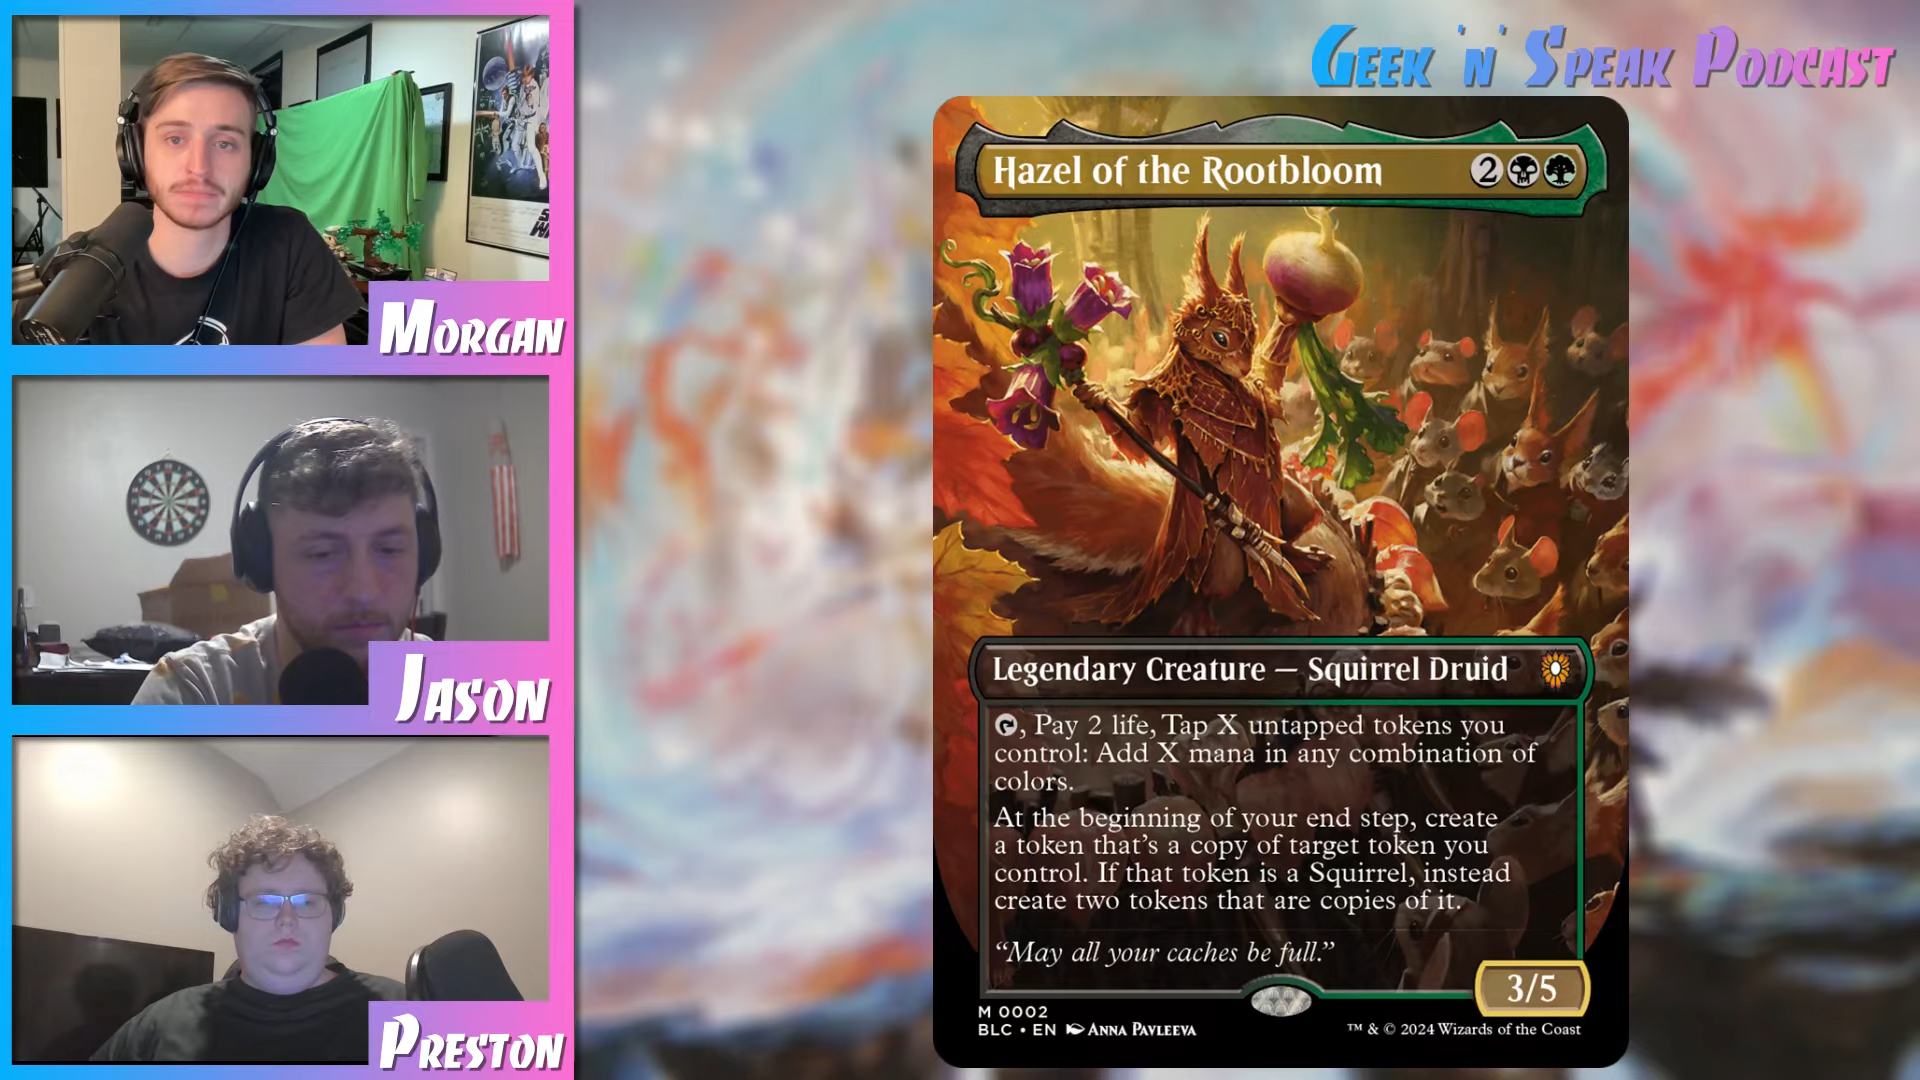 GEEK 'N' SPEAK PODCAST
MORGAN
JASON
PRESTON
Hazel of the Rootbloom 2
Legendary Creature — Squirrel Druid
, Pay 2 life, Tap X untapped tokens you
control: Add X mana in any combination of
colors.
At the beginning of your end step, create
a token that's a copy of target token you
control. If that token is a Squirrel, instead
create two tokens that are copies of it.
“May all your caches be full.”
3/5
M 0002
BLC • EN ANNA PAVLEEVA
™ & © 2024 Wizards of the Coast